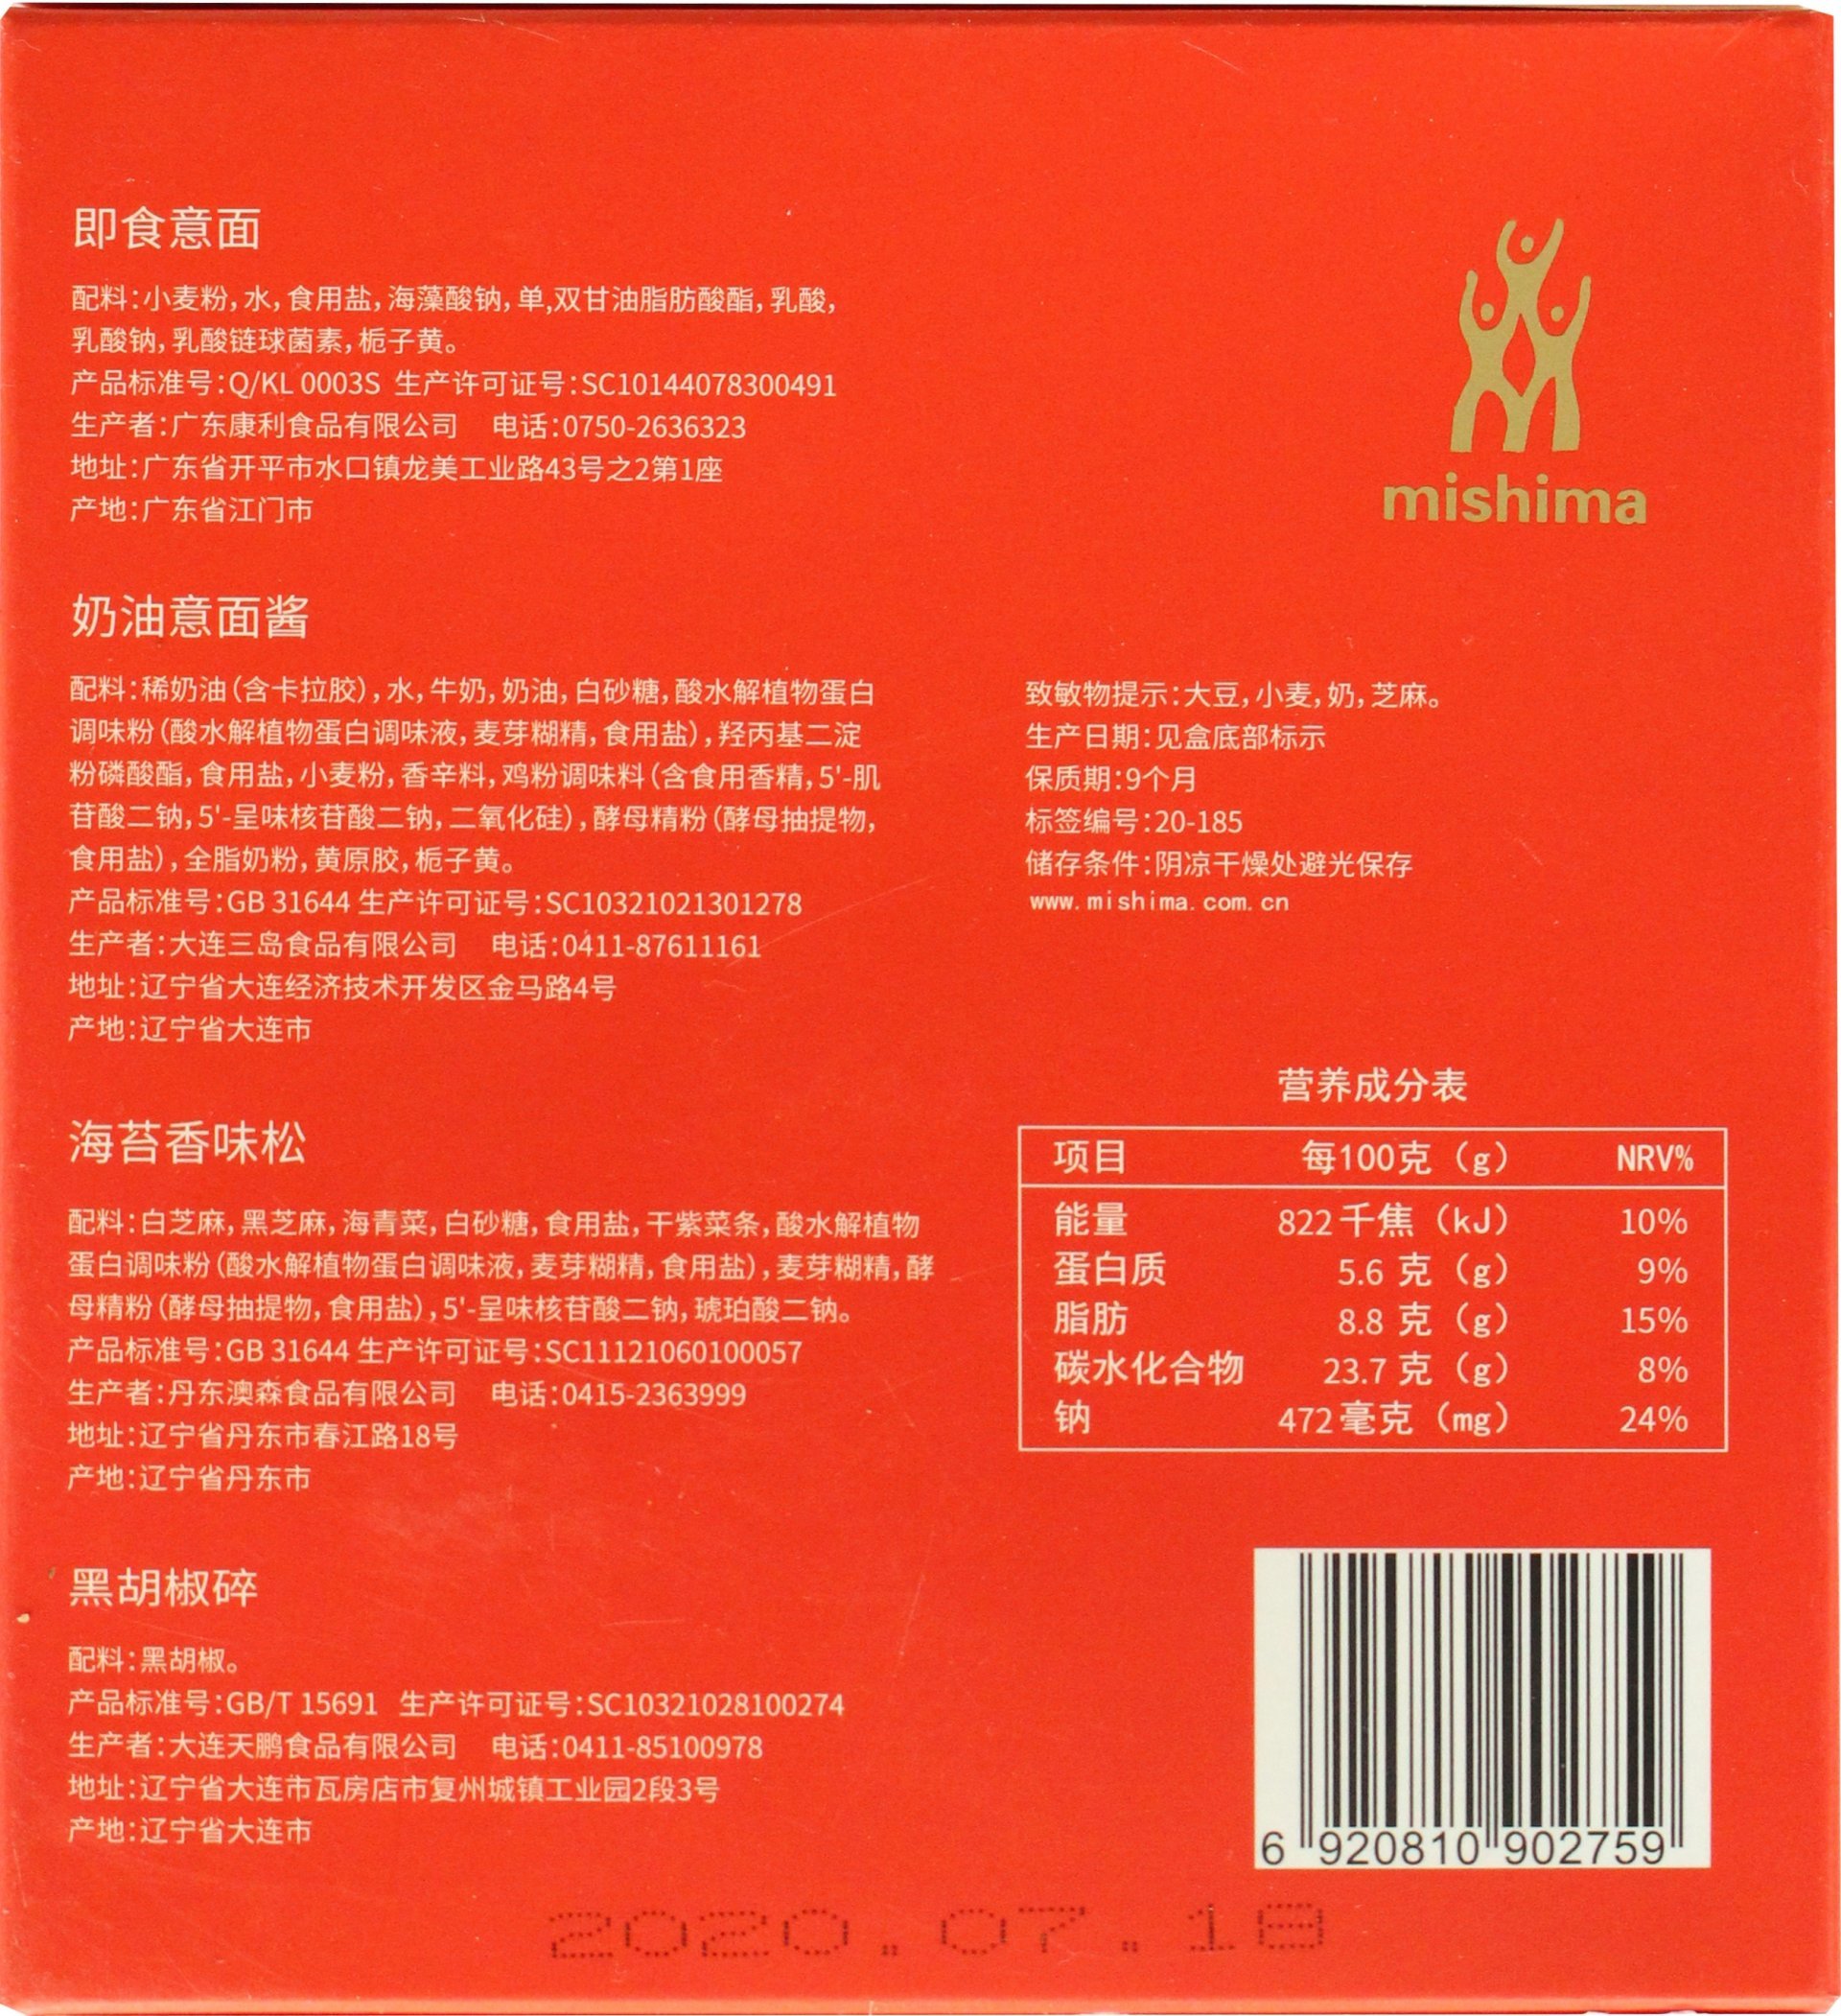 即食意面
配料:小麦粉,水,食用盐,海藻酸钠,单,双甘油脂肪酸酯,乳酸,
乳酸钠,乳酸链球菌素,栀子黄。
产品标准号:Q/KL 0003S 生产许可证号:SC10144078300491
生产者:广东康利食品有限公司 电话:0750-2636323
地址:广东省开平市水口镇龙美工业路43号之2第1座
产地:广东省江门市
mishima
奶油意面酱
配料:稀奶油(含卡拉胶),水,牛奶,奶油,白砂糖,酸水解植物蛋白
调味粉(酸水解植物蛋白调味液,麦芽糊精,食用盐),羟丙基二淀
粉磷酸酯,食用盐,小麦粉,香辛料,鸡粉调味料(含食用香精,5'-肌
苷酸二钠,5'-呈味核苷酸二钠,二氧化硅),酵母精粉(酵母抽提物,
食用盐),全脂奶粉,黄原胶,栀子黄。
产品标准号:GB 31644 生产许可证号:SC10321021301278
生产者:大连三岛食品有限公司 电话:0411-87611161
地址:辽宁省大连经济技术开发区金马路4号
产地:辽宁省大连市
海苔香味松
配料:白芝麻,黑芝麻,海青菜,白砂糖,食用盐,干紫菜条,酸水解植物
蛋白调味粉(酸水解植物蛋白调味液,麦芽糊精,食用盐),麦芽糊精,酵
母精粉(酵母抽提物,食用盐),5'-呈味核苷酸二钠,琥珀酸二钠。
产品标准号:GB 31644 生产许可证号:SC11121060100057
生产者:丹东澳森食品有限公司 电话:0415-2363999
地址:辽宁省丹东市春江路18号
产地:辽宁省丹东市
黑胡椒碎
配料:黑胡椒。
产品标准号:GB/T 15691 生产许可证号:SC10321028100274
生产者:大连天鹏食品有限公司 电话:0411-85100978
地址:辽宁省大连市瓦房店市复州城镇工业园2段3号
产地:辽宁省大连市
致敏物提示:大豆,小麦,奶,芝麻。
生产日期:见盒底部标示
保质期:9个月
标签编号:20-185
储存条件:阴凉干燥处避光保存
www.mishima.com.cn
营养成分表
项目 每100克(g) NRV%
能量 822千焦(kJ) 10%
蛋白质 5.6 克(g) 9%
脂肪 8.8 克(g) 15%
碳水化合物 23.7 克(g) 8%
钠 472毫克(mg) 24%
6 920810 902759
2020.07.18